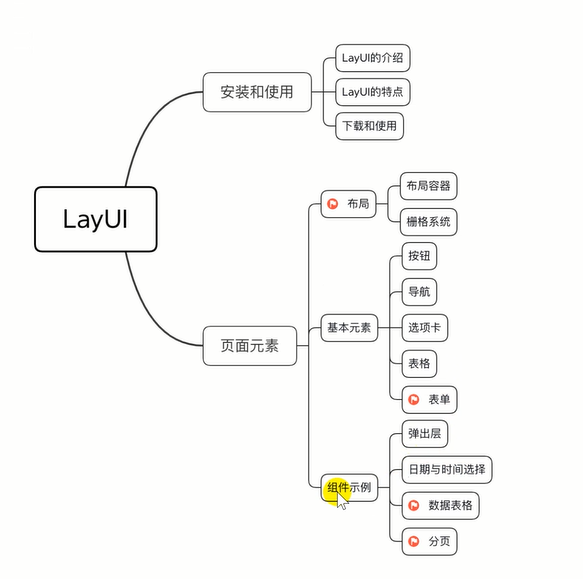 LayUI
安装和使用
LayUI的介绍
LayUI的特点
下载和使用
页面元素
布局
布局容器
栅格系统
基本元素
按钮
导航
选项卡
表格
表单
组件示例
弹出层
日期与时间选择
数据表格
分页